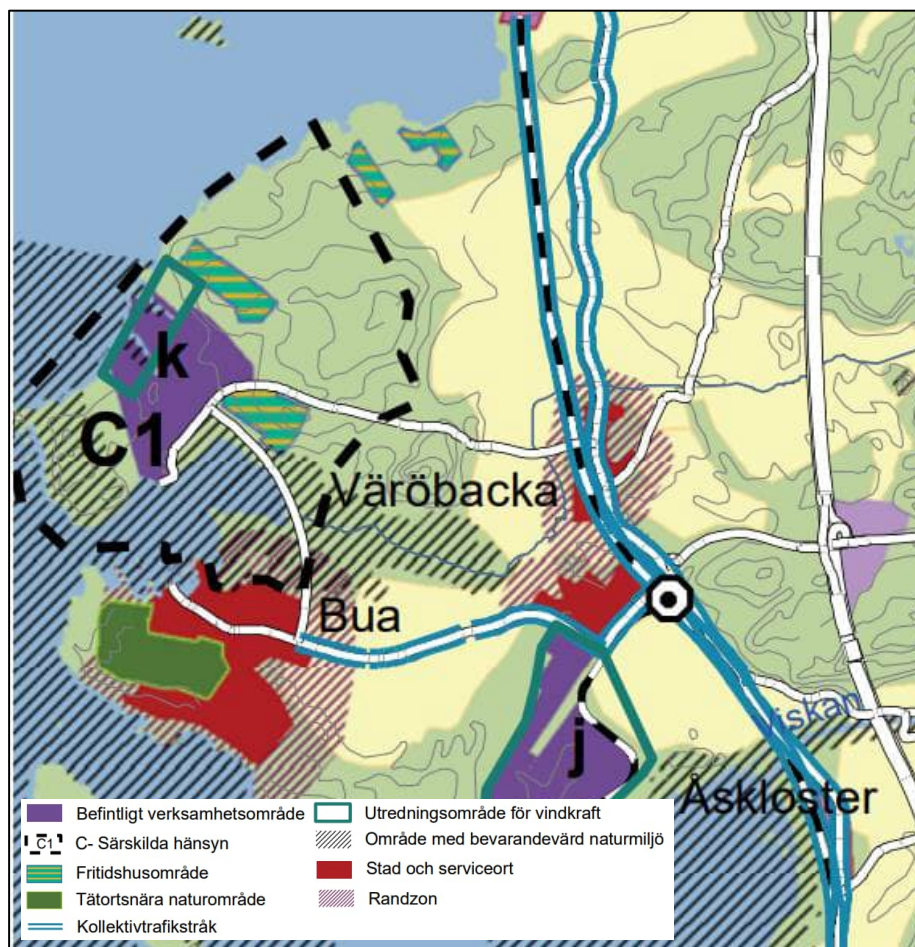 k
C1
Väröbacka
Bua
Viskan
j
Åskloster
Befintligt verksamhetsområde
C1 C- Särskilda hänsyn
Fritidshusområde
Tätortsnära naturområde
Kollektivtrafikstråk
Utredningsområde för vindkraft
Område med bevarandevärd naturmiljö
Stad och serviceort
Randzon